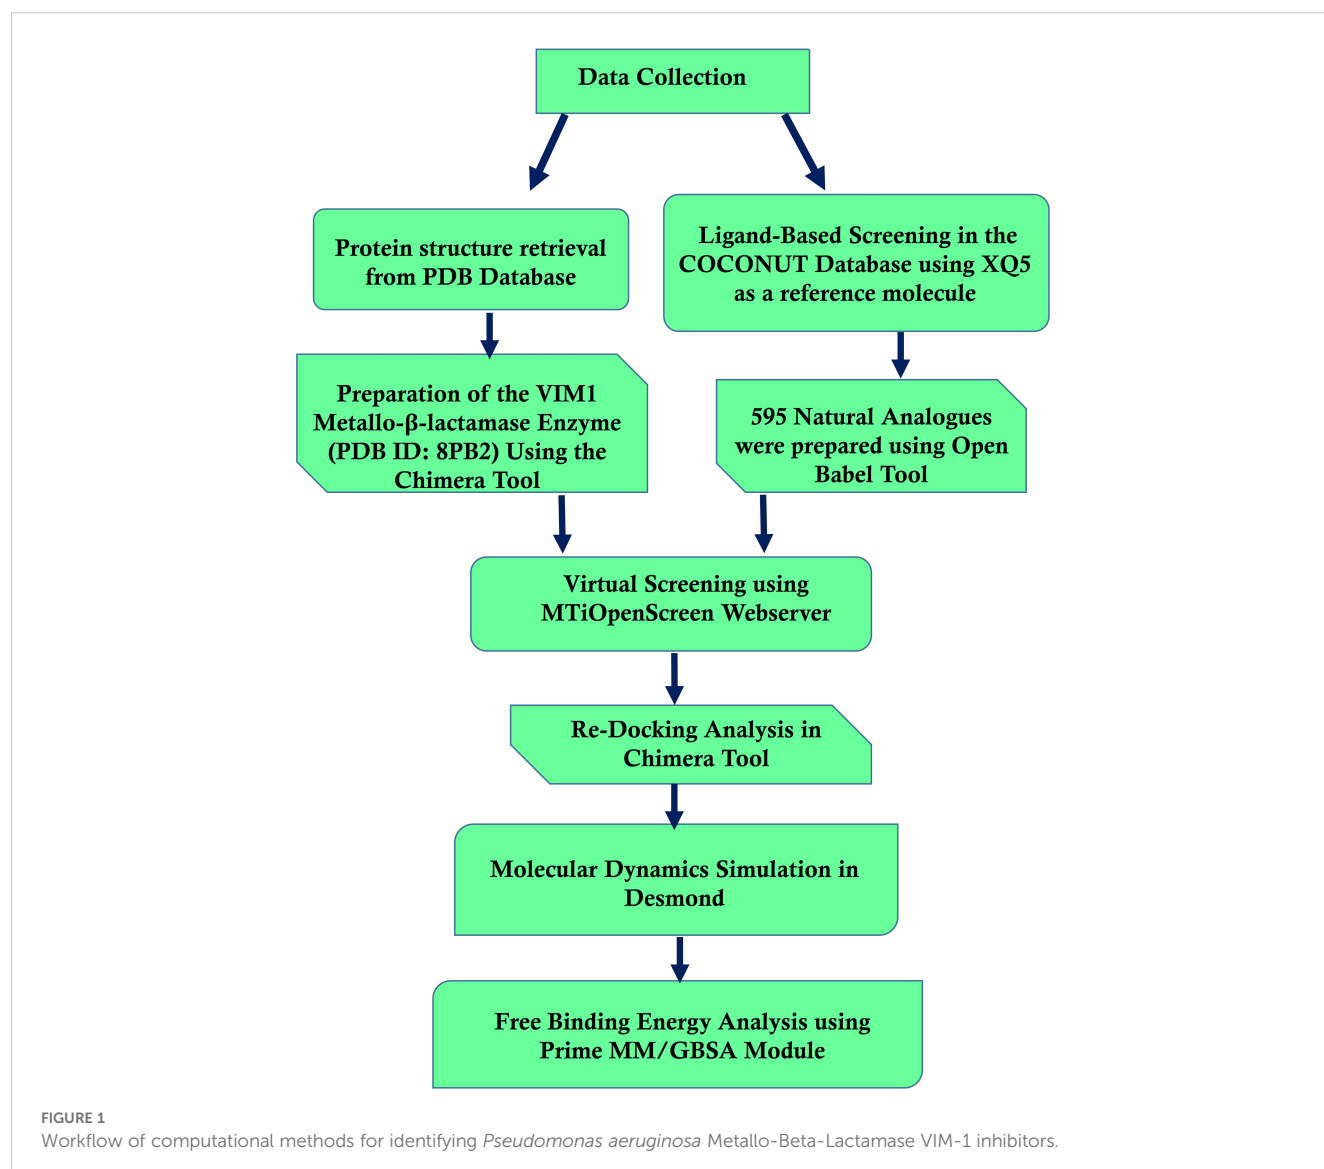 Data Collection
Protein structure retrieval
from PDB Database
Ligand-Based Screening in the
COCONUT Database using XQ5
as a reference molecule
Preparation of the VIM1
Metallo-β-lactamase Enzyme
(PDB ID: 8PB2) Using the
Chimera Tool
595 Natural Analogues
were prepared using Open
Babel Tool
Virtual Screening using
MTiOpenScreen Webserver
Re-Docking Analysis in
Chimera Tool
Molecular Dynamics Simulation in
Desmond
Free Binding Energy Analysis using
Prime MM/GBSA Module
FIGURE 1
Workflow of computational methods for identifying Pseudomonas aeruginosa Metallo-Beta-Lactamase VIM-1 inhibitors.